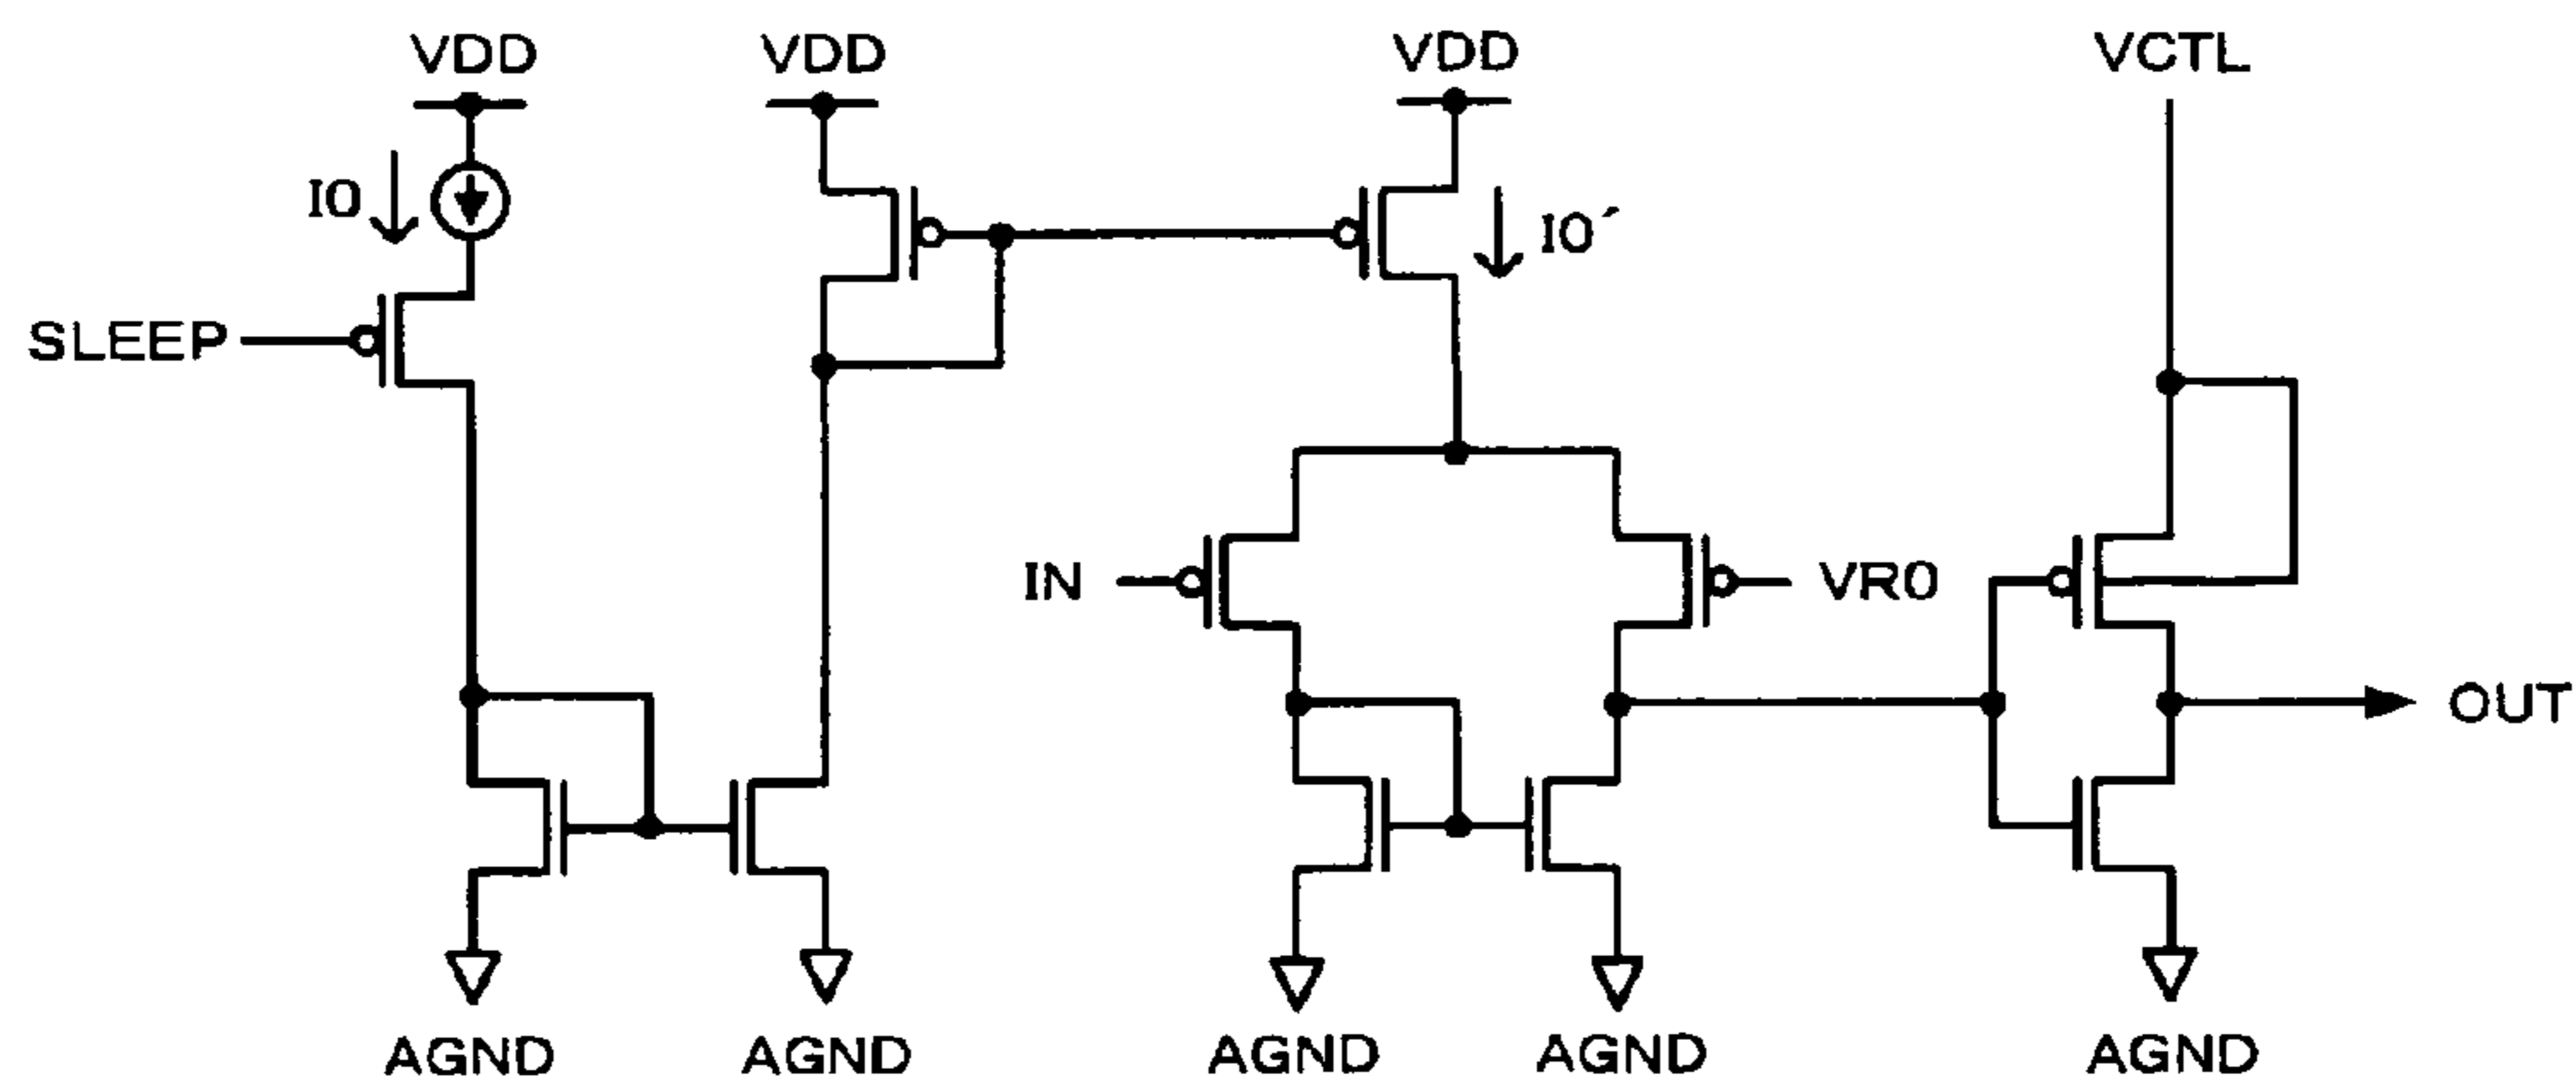 VDD
VDD
VDD
VCTL
I0
I0´
SLEEP
IN
VR0
OUT
AGND
AGND
AGND
AGND
AGND